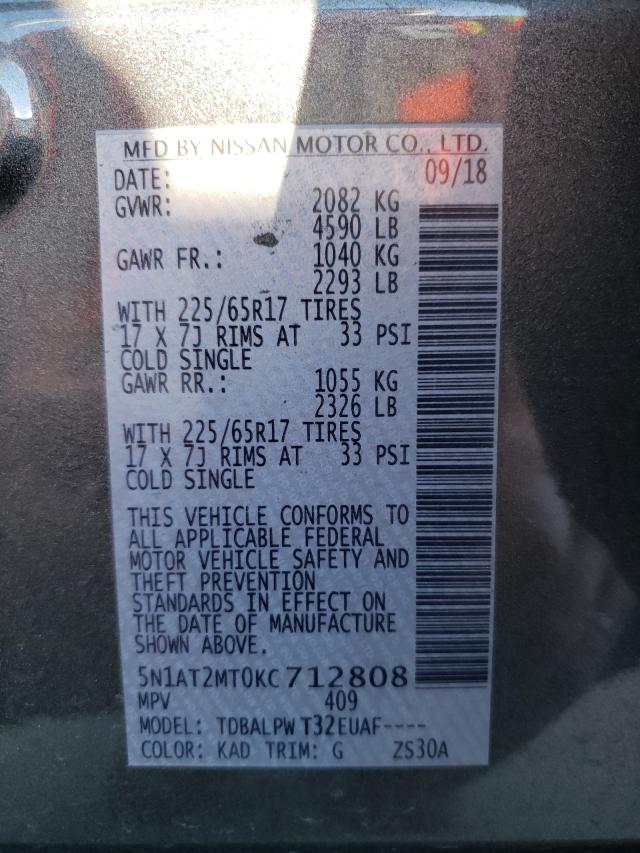 MFD BY NISSAN MOTOR CO., LTD.
DATE: 09/18
GVWR: 2082 KG
4590 LB
GAWR FR.: 1040 KG
2293 LB
WITH 225/65R17 TIRES
17 X 7J RIMS AT 33 PSI
COLD SINGLE
GAWR RR.: 1055 KG
2326 LB
WITH 225/65R17 TIRES
17 X 7J RIMS AT 33 PSI
COLD SINGLE
THIS VEHICLE CONFORMS TO
ALL APPLICABLE FEDERAL
MOTOR VEHICLE SAFETY AND
THEFT PREVENTION
STANDARDS IN EFFECT ON
THE DATE OF MANUFACTURE
SHOWN ABOVE.
5N1AT2MT0KC712808
MPV 409
MODEL: TDBALPW T32EUAF----
COLOR: KAD TRIM: G ZS30A